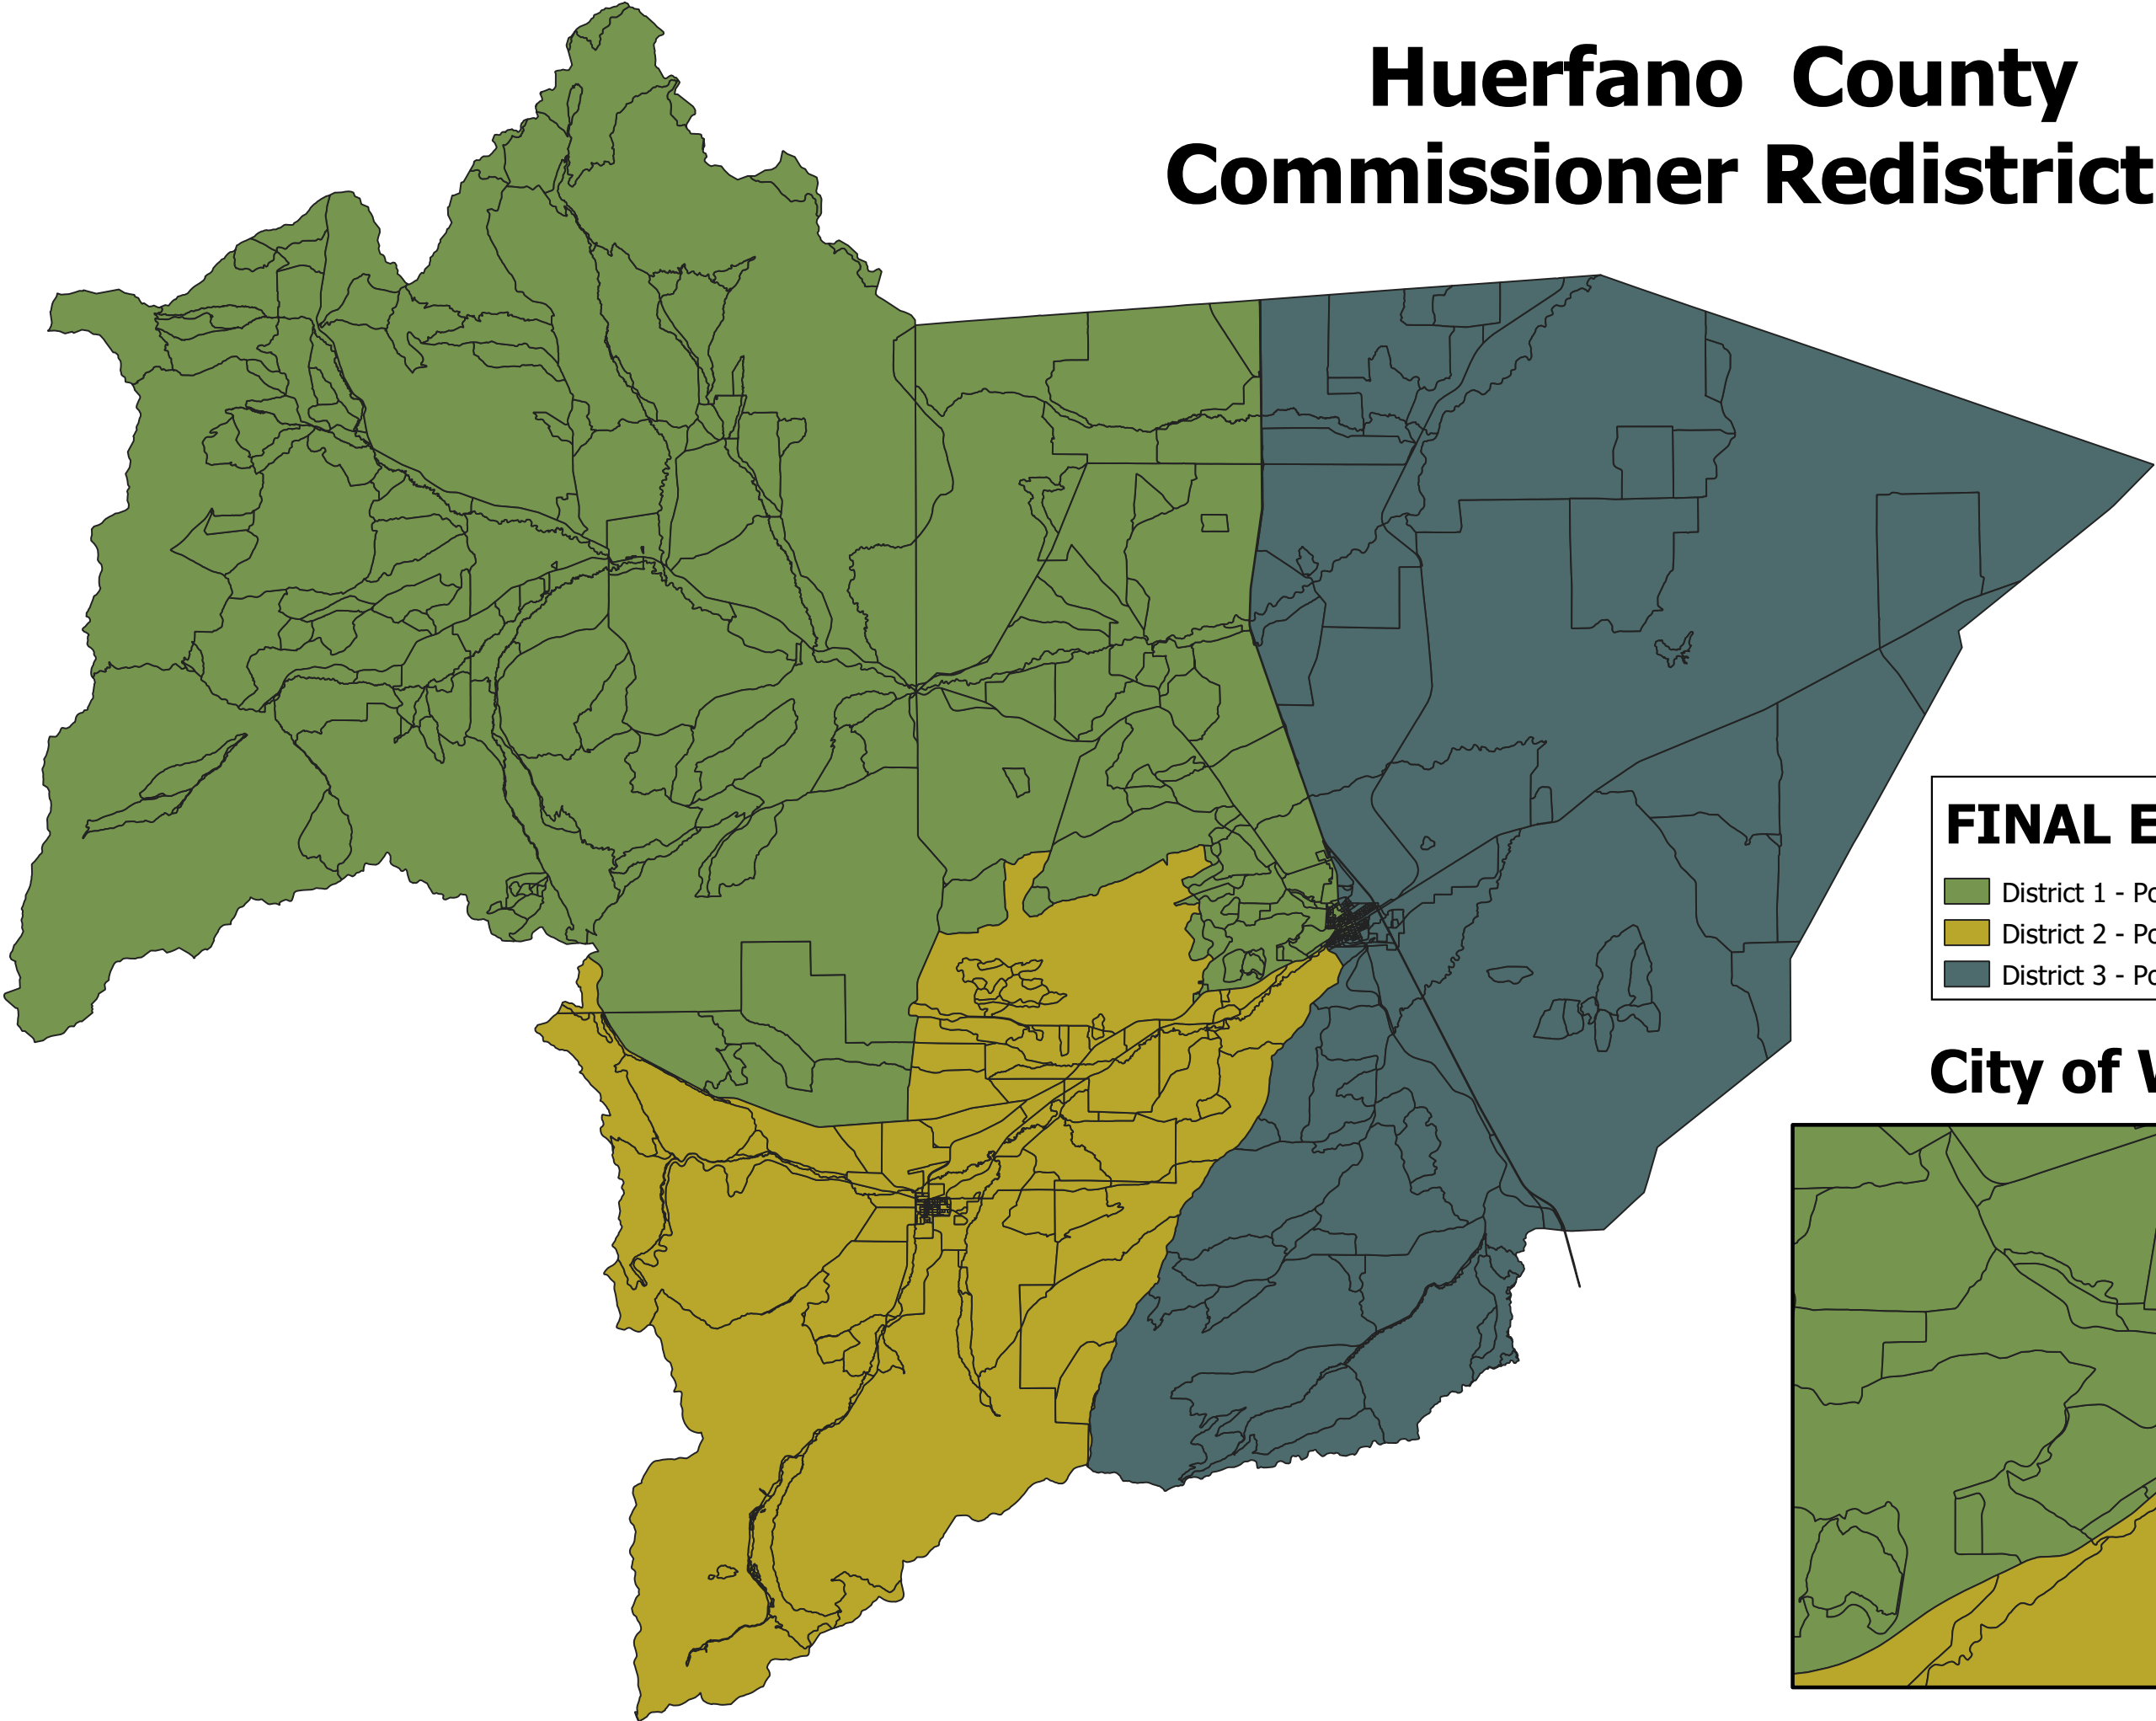 Huerfano County
Commissioner Redistrict
FINAL E
District 1 - Po
District 2 - Po
District 3 - Po
City of W